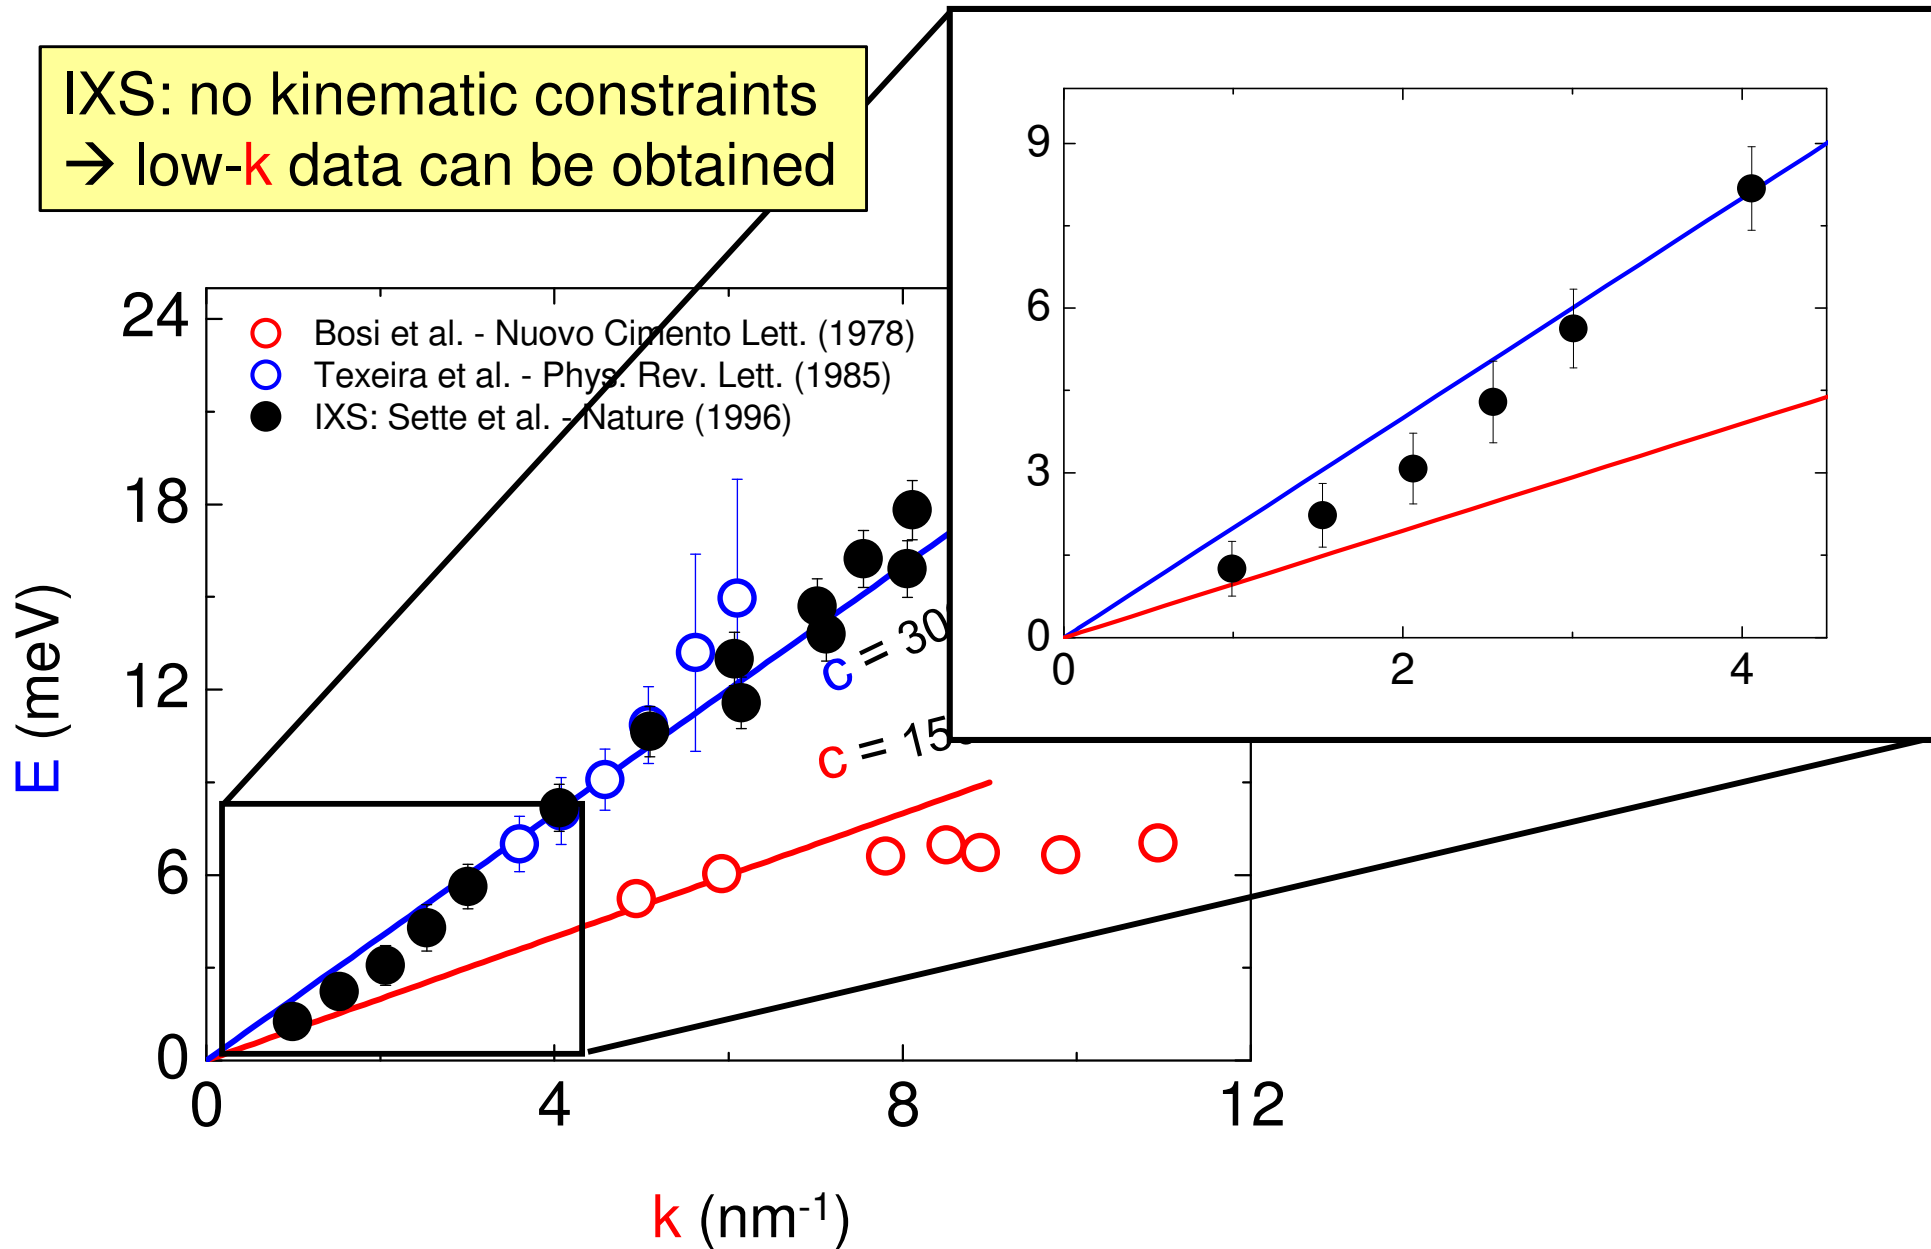 IXS: no kinematic constraints
→ low-k data can be obtained
9
6
3
0
0 2 4
24
18
12
6
0
Bosi et al. - Nuovo Cimento Lett. (1978)
Texeira et al. - Phys. Rev. Lett. (1985)
IXS: Sette et al. - Nature (1996)
c = 30
c = 15
E (meV)
0 4 8 12
k (nm⁻¹)